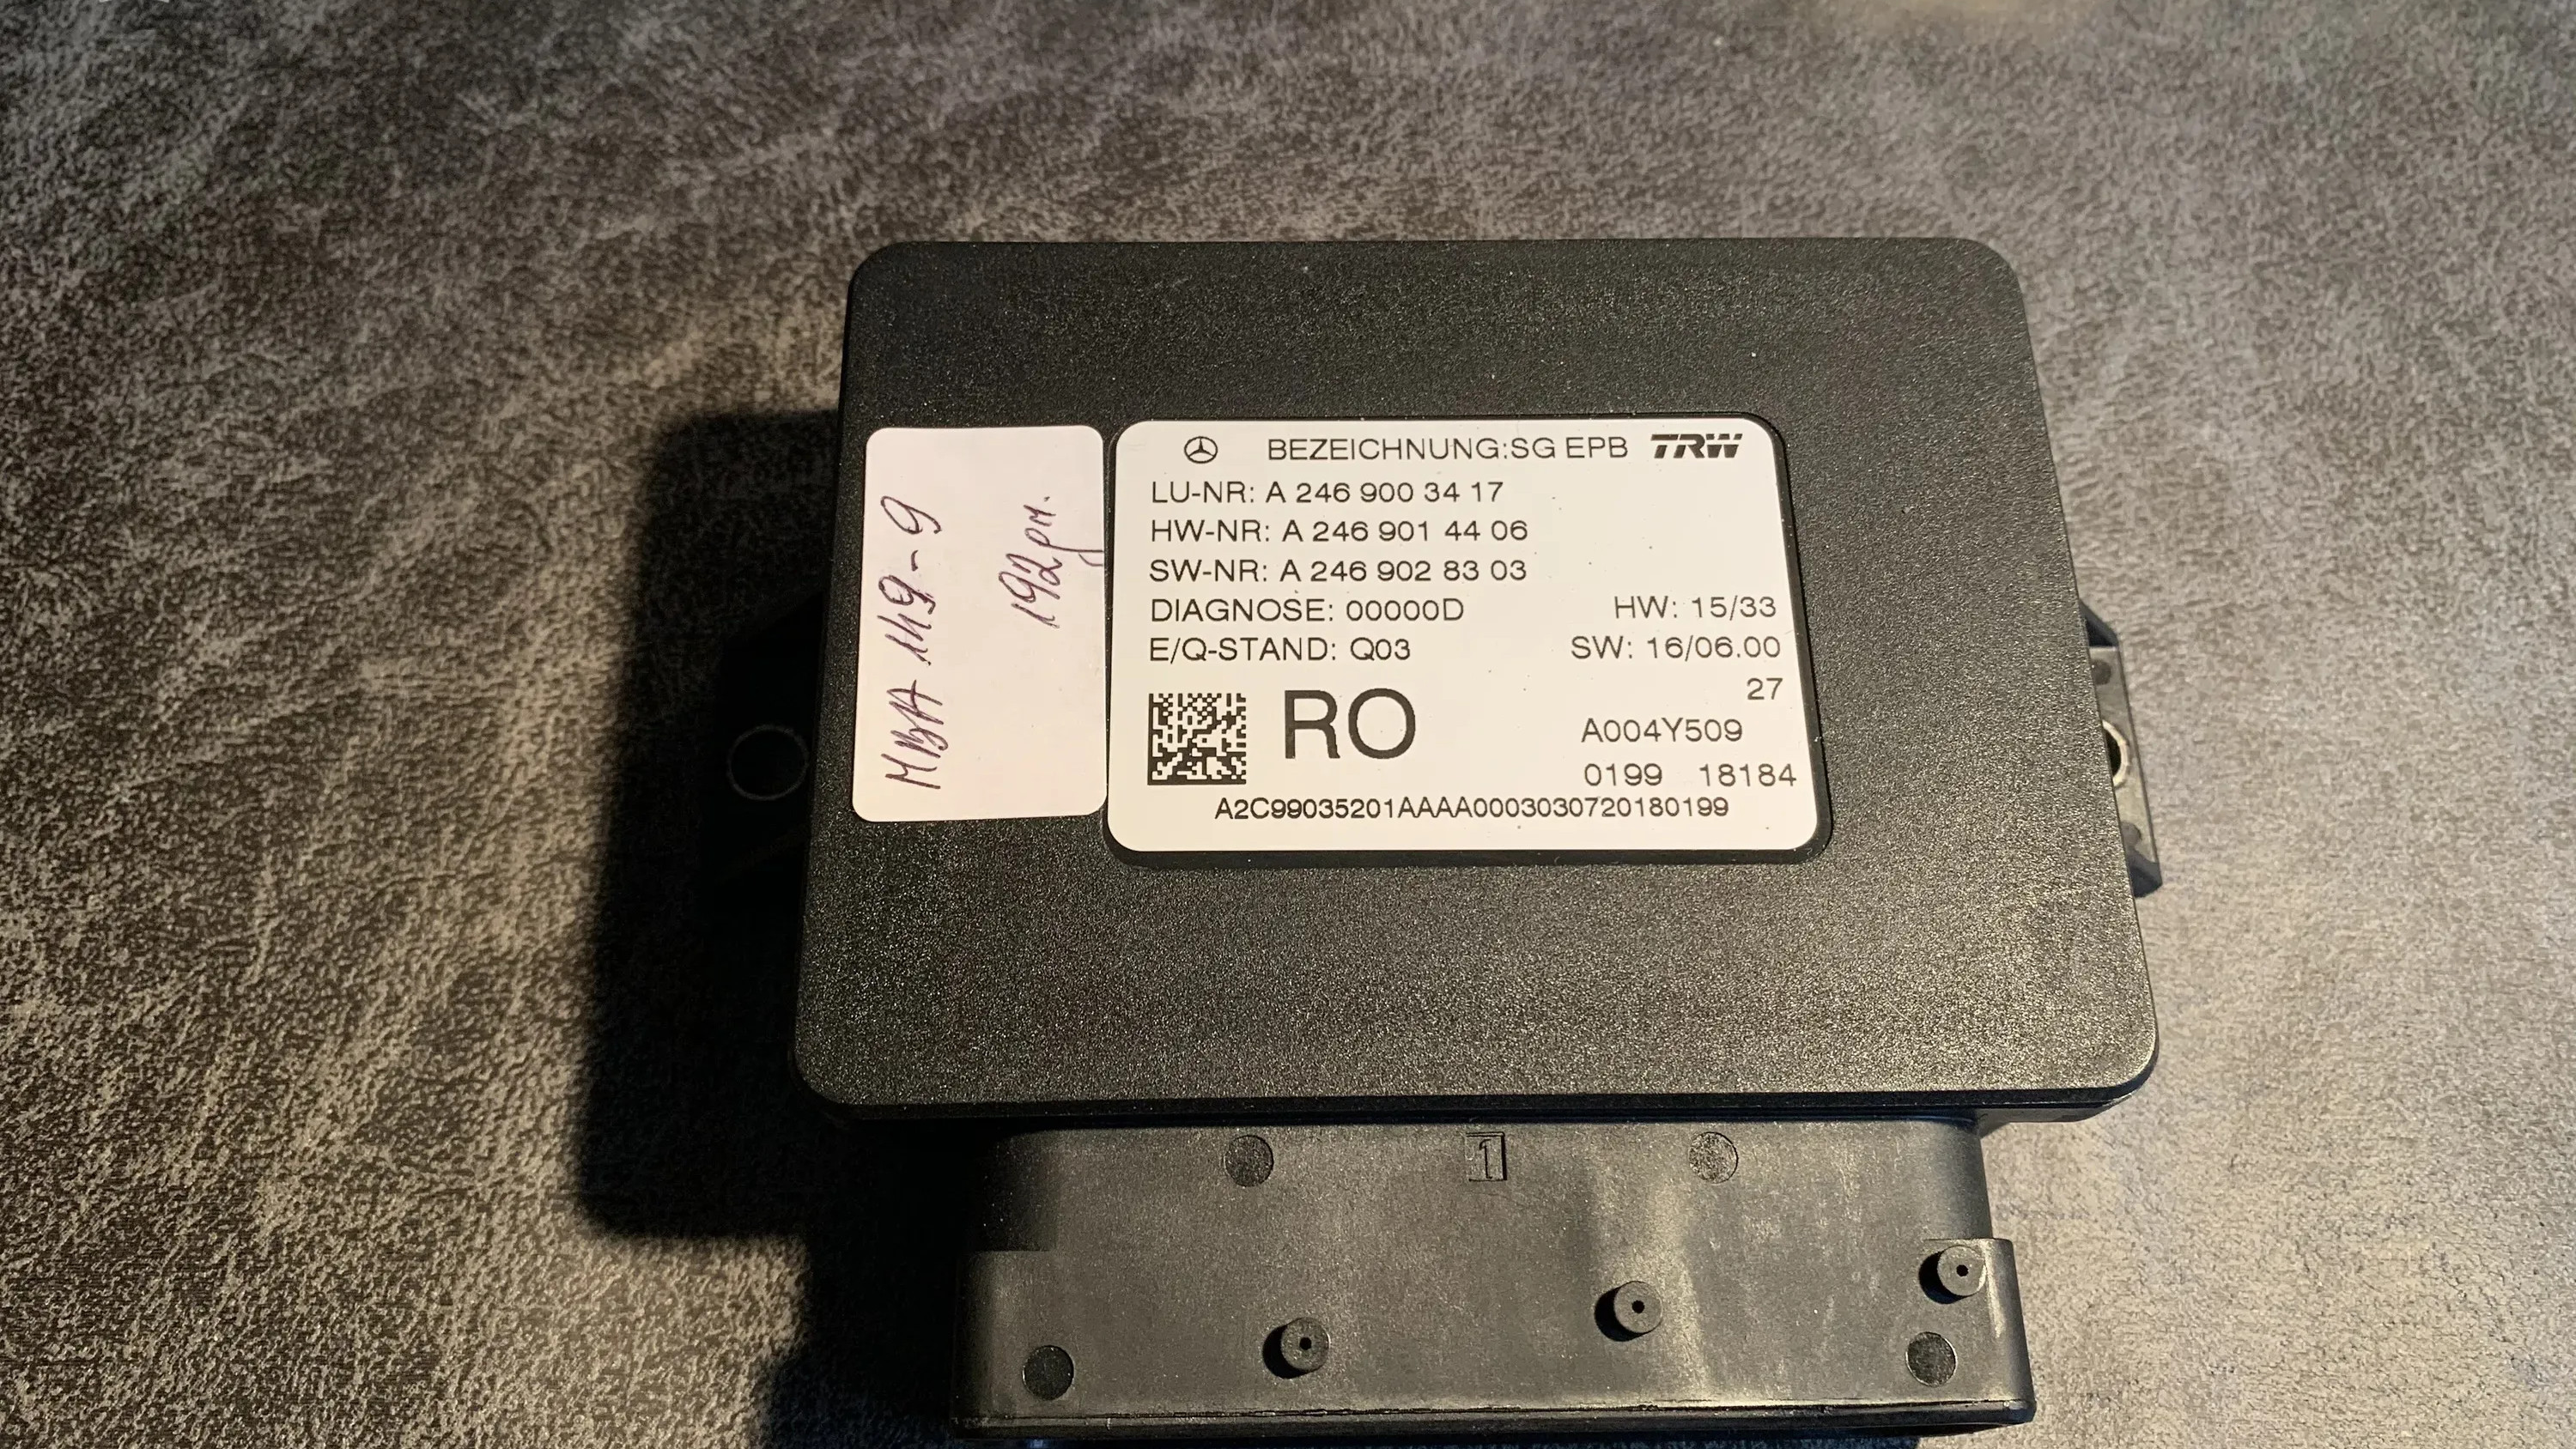 BEZEICHNUNG:SG EPB TRW
LU-NR: A 246 900 34 17
HW-NR: A 246 901 44 06
SW-NR: A 246 902 83 03
DIAGNOSE: 00000D HW: 15/33
E/Q-STAND: Q03 SW: 16/06.00
27
RO A004Y509
0199 18184
A2C99035201AAAA0003030720180199
1